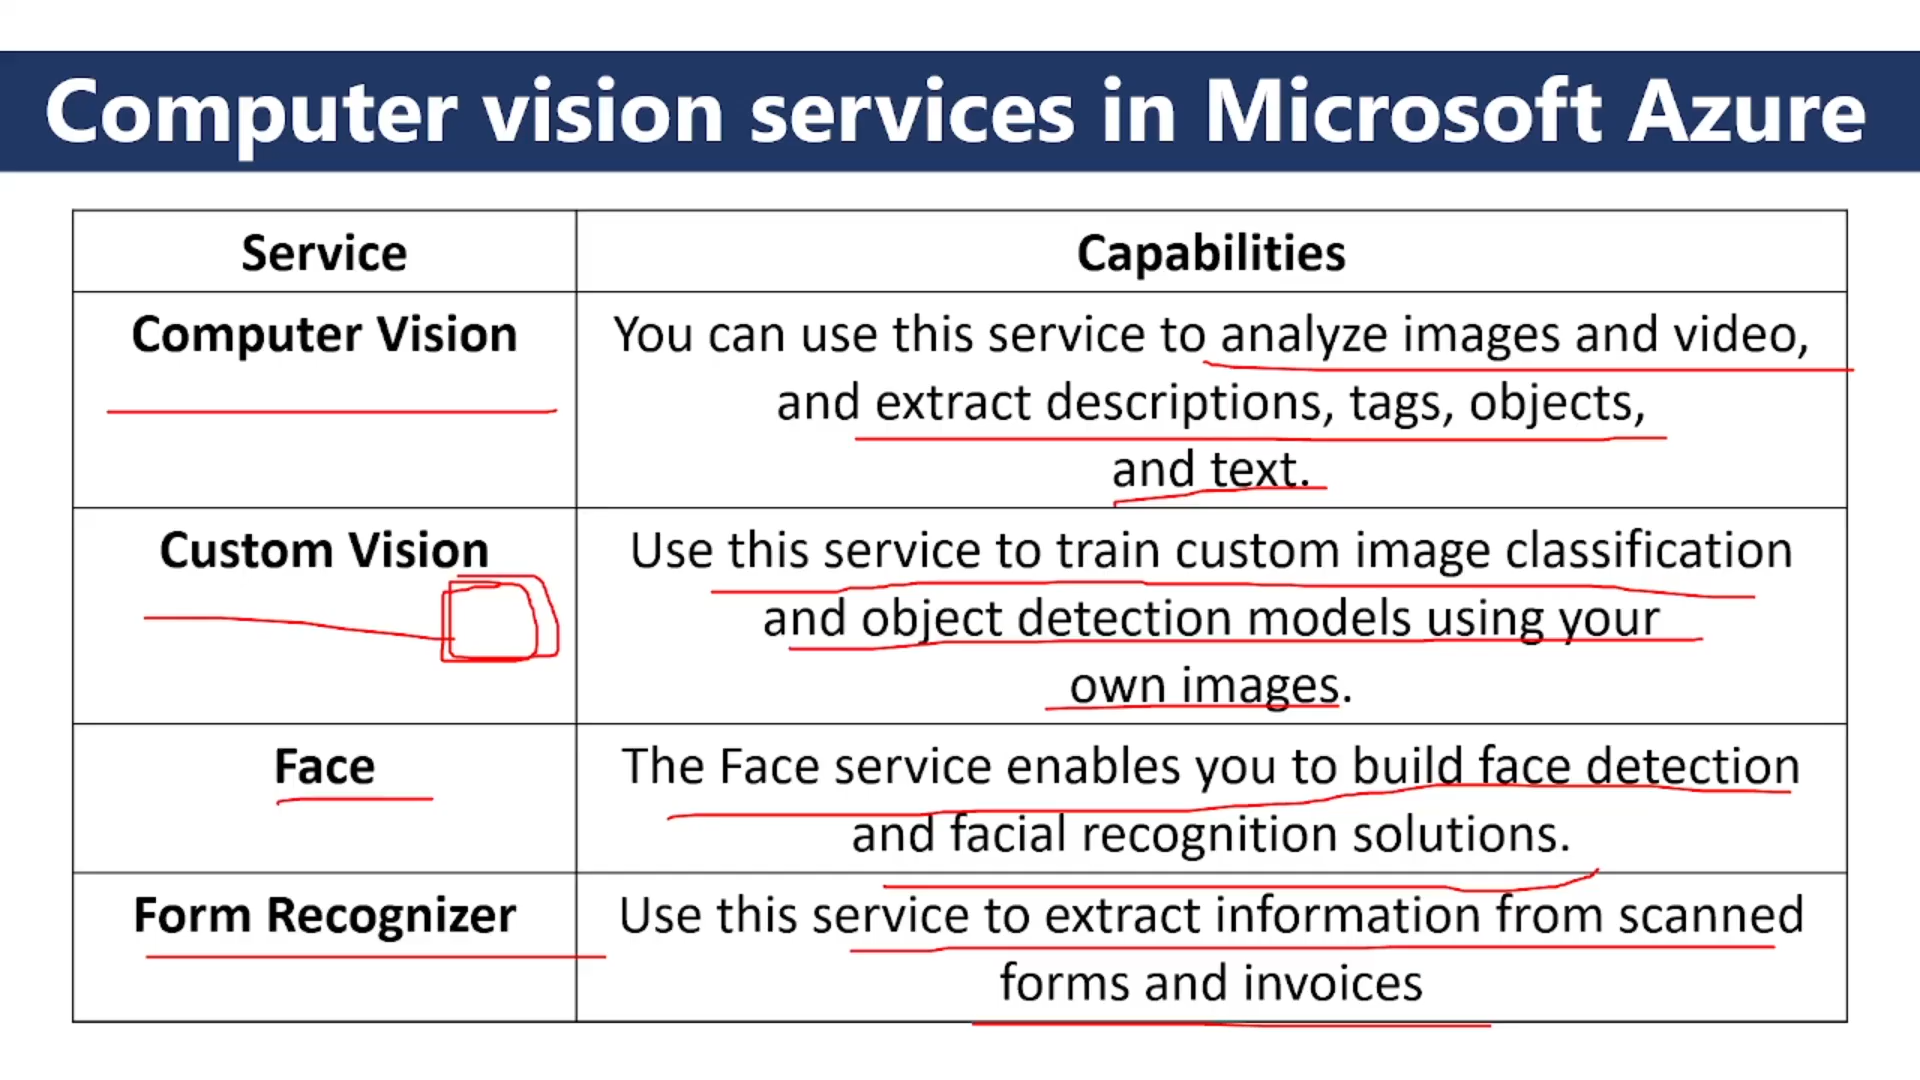 Computer vision services in Microsoft Azure
Service
Capabilities
Computer Vision
You can use this service to analyze images and video,
and extract descriptions, tags, objects,
and text.
Custom Vision
Use this service to train custom image classification
and object detection models using your
own images.
Face
The Face service enables you to build face detection
and facial recognition solutions.
Form Recognizer
Use this service to extract information from scanned
forms and invoices